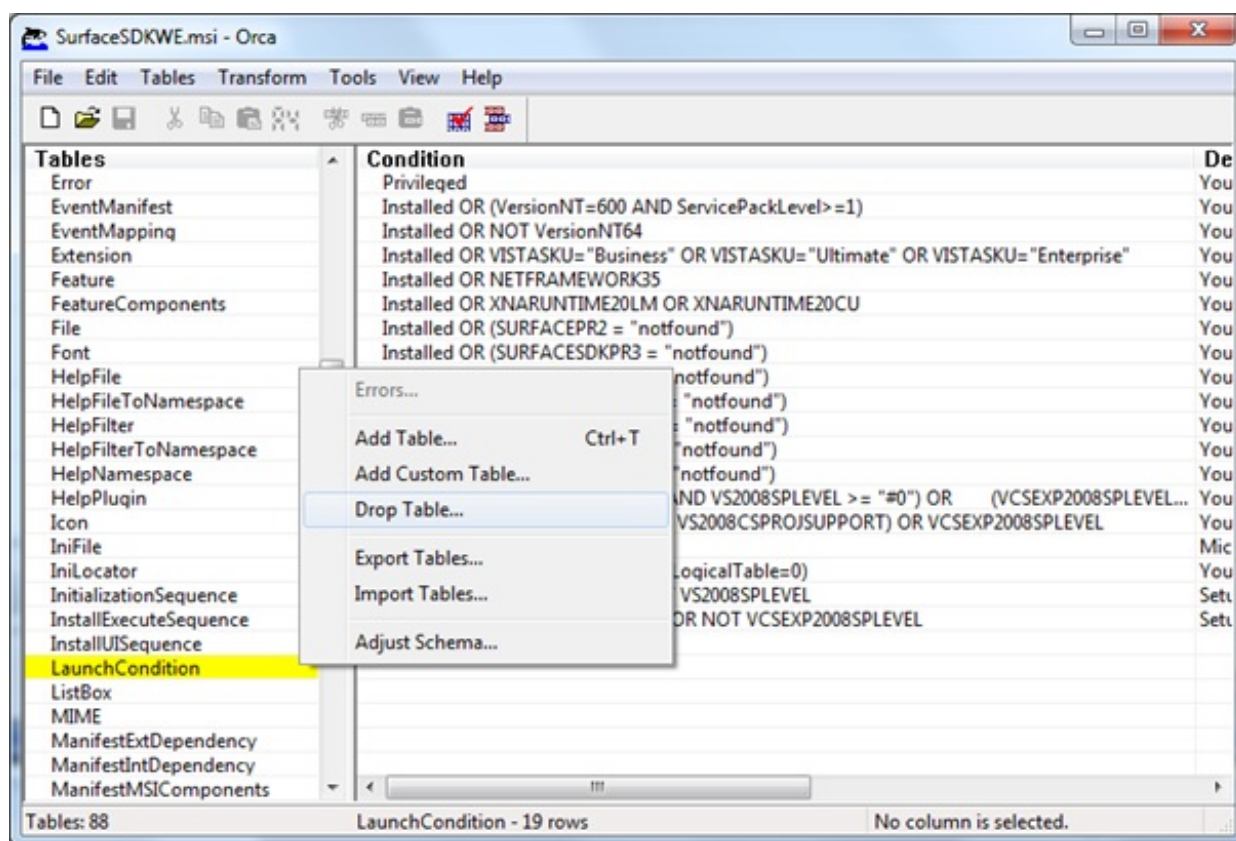 SurfaceSDKWE.msi - Orca
File Edit Tables Transform Tools View Help
Tables
Error
EventManifest
EventMapping
Extension
Feature
FeatureComponents
File
Font
HelpFile
HelpFileToNamespace
HelpFilter
HelpFilterToNamespace
HelpNamespace
HelpPlugin
Icon
IniFile
IniLocator
InitializationSequence
InstallExecuteSequence
InstallUISequence
LaunchCondition
ListBox
MIME
ManifestExtDependency
ManifestIntDependency
ManifestMSIComponents
Condition De
Privileged You
Installed OR (VersionNT=600 AND ServicePackLevel>=1) You
Installed OR NOT VersionNT64 You
Installed OR VISTASKU="Business" OR VISTASKU="Ultimate" OR VISTASKU="Enterprise" You
Installed OR NETFRAMEWORK35 You
Installed OR XNARUNTIME20LM OR XNARUNTIME20CU You
Installed OR (SURFACEPR2 = "notfound") You
Installed OR (SURFACESDKPR3 = "notfound") You
notfound") You
"notfound") You
= "notfound") You
"notfound") You
"notfound") You
AND VS2008SPLEVEL >= "#0") OR (VCSEXP2008SPLEVEL... You
VS2008CSPROJSUPPORT) OR VCSEXP2008SPLEVEL You
Mic
LogicalTable=0) You
VS2008SPLEVEL Setu
OR NOT VCSEXP2008SPLEVEL Setu
Errors...
Add Table... Ctrl+T
Add Custom Table...
Drop Table...
Export Tables...
Import Tables...
Adjust Schema...
Tables: 88 LaunchCondition - 19 rows No column is selected.